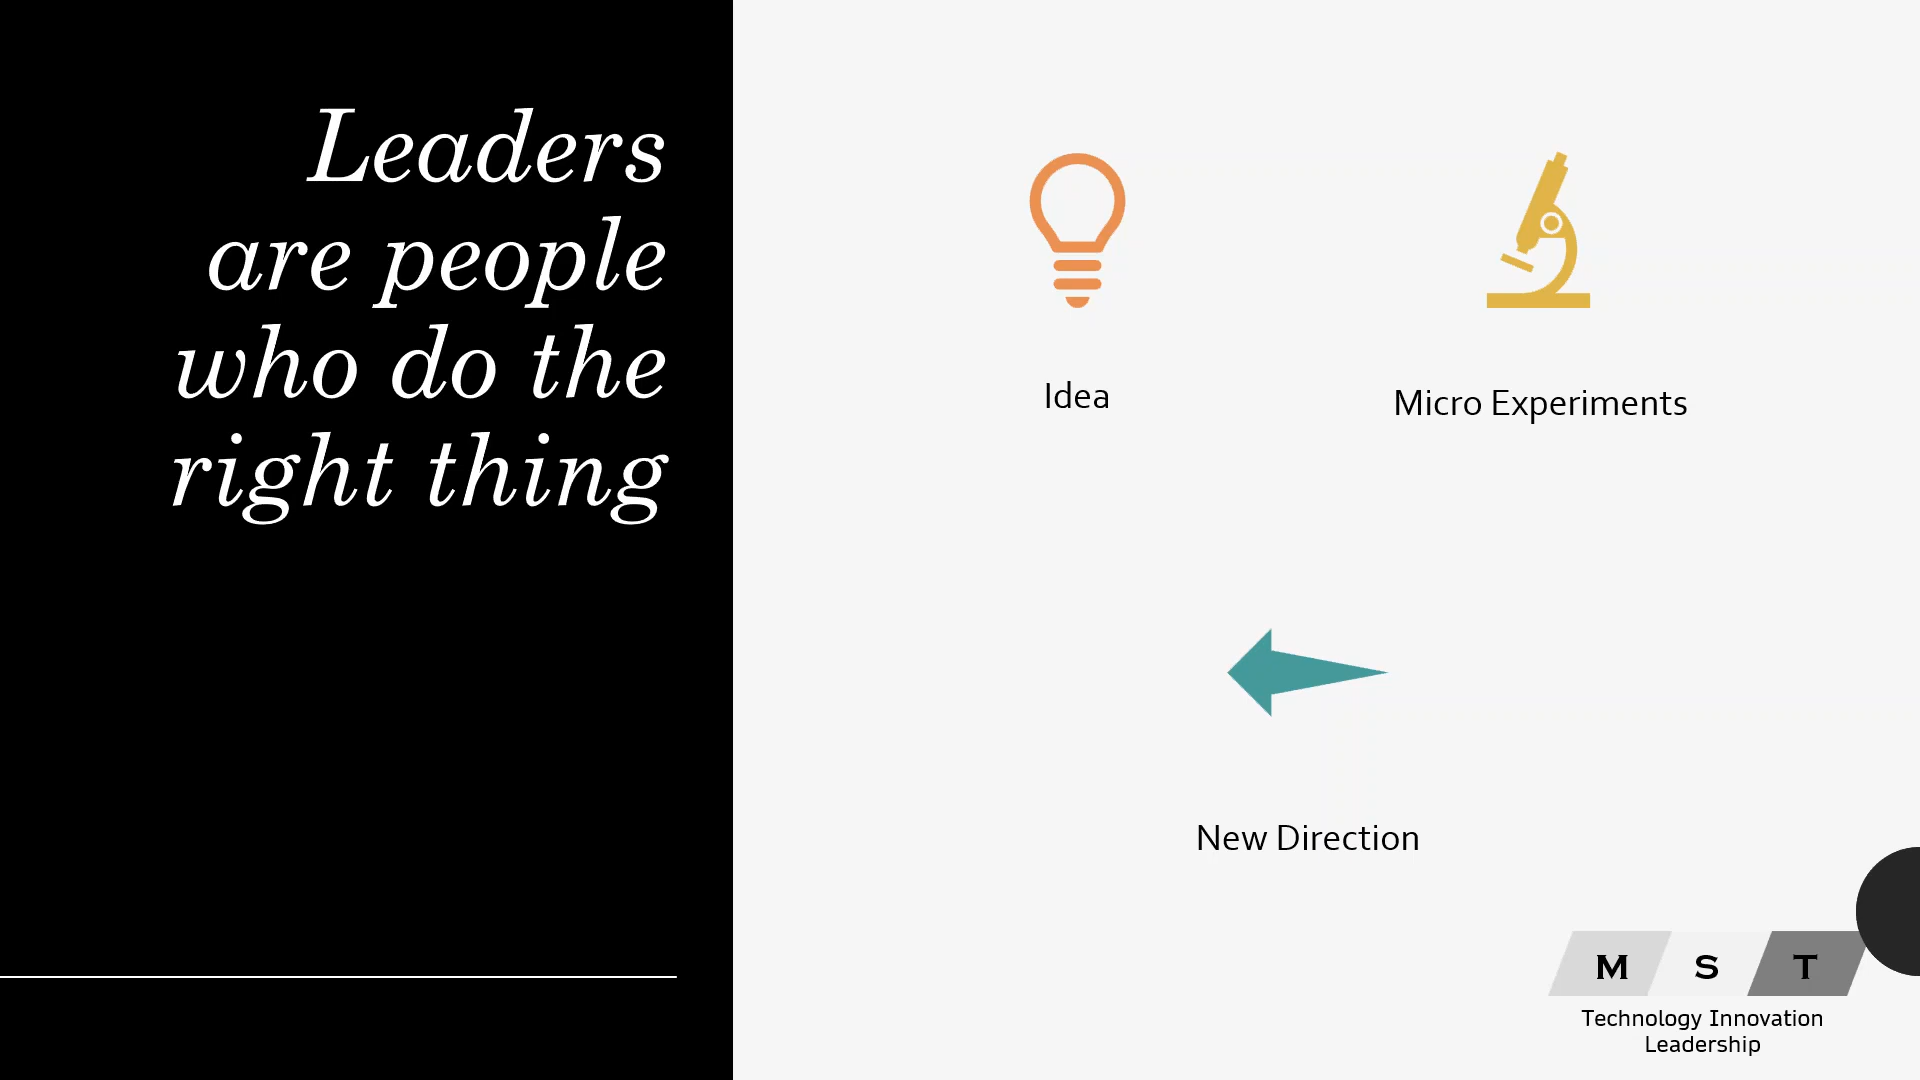 Leaders
are people
who do the
right thing
Idea
Micro Experiments
New Direction
M S T
Technology Innovation
Leadership